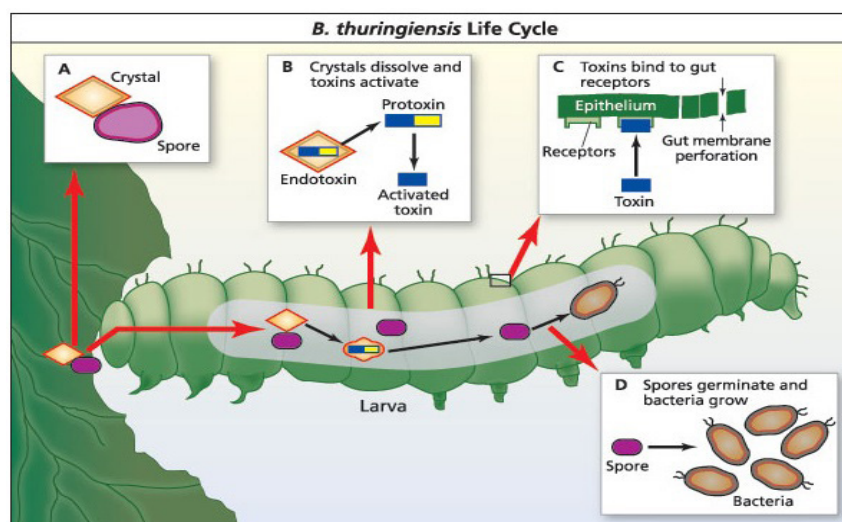 B. thuringiensis Life Cycle
A
Crystal
Spore
B Crystals dissolve and
toxins activate
Protoxin
Endotoxin
Activated
toxin
C Toxins bind to gut
receptors
Epithelium
Receptors
Gut membrane
perforation
Toxin
Larva
D Spores germinate and
bacteria grow
Spore
Bacteria